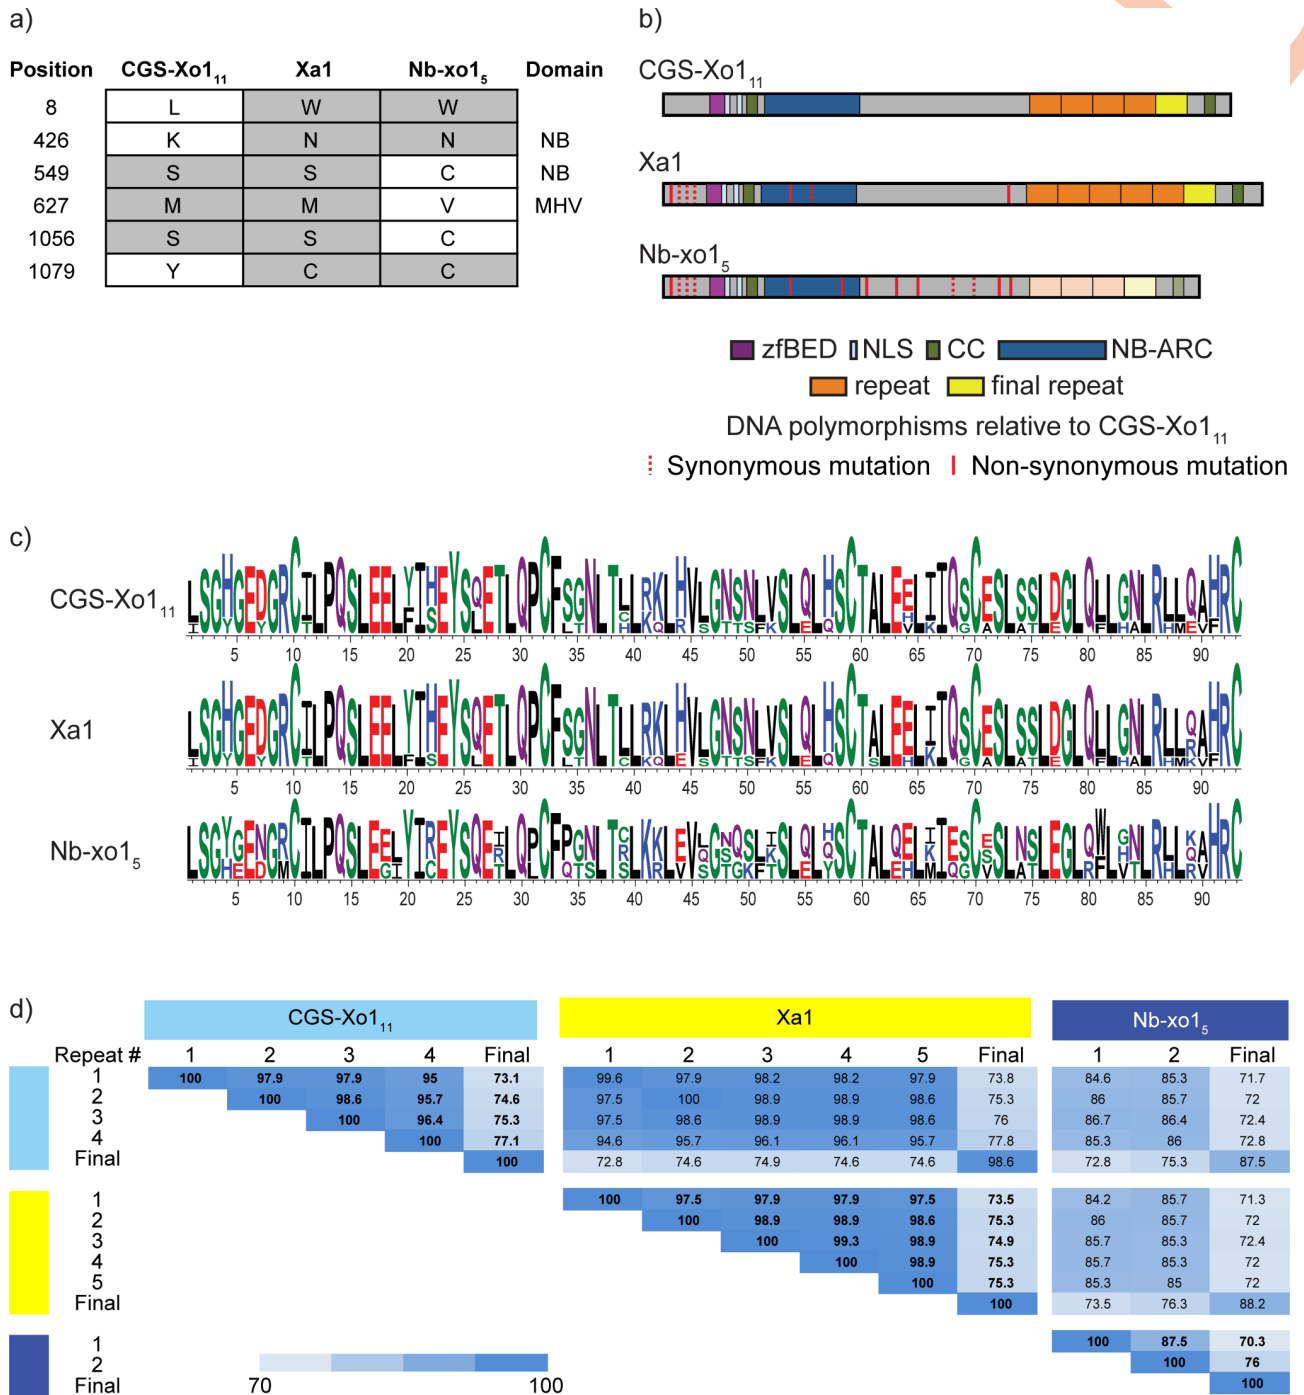 a)
Position CGS-Xo1₁₁ Xa1 Nb-xo1₅ Domain
8 L W W
426 K N N NB
549 S S C NB
627 M M V MHV
1056 S S C
1079 Y C C
b)
CGS-Xo1₁₁
Xa1
Nb-xo1₅
zfBED NLS CC NB-ARC
repeat final repeat
DNA polymorphisms relative to CGS-Xo1₁₁
Synonymous mutation Non-synonymous mutation
c)
CGS-Xo1₁₁
5 10 15 20 25 30 35 40 45 50 55 60 65 70 75 80 85 90
Xa1
5 10 15 20 25 30 35 40 45 50 55 60 65 70 75 80 85 90
Nb-xo1₅
5 10 15 20 25 30 35 40 45 50 55 60 65 70 75 80 85 90
d)
CGS-Xo1₁₁ Xa1 Nb-xo1₅
Repeat # 1 2 3 4 Final 1 2 3 4 5 Final 1 2 Final
1 100 97.9 97.9 95 73.1 99.6 97.9 98.2 98.2 97.9 73.8 84.6 85.3 71.7
2 100 98.6 95.7 74.6 97.5 100 98.9 98.9 98.6 75.3 86 85.7 72
3 100 96.4 75.3 97.5 98.6 98.9 98.9 98.6 76 86.7 86.4 72.4
4 100 77.1 94.6 95.7 96.1 96.1 95.7 77.8 85.3 86 72.8
Final 100 72.8 74.6 74.9 74.6 74.6 98.6 72.8 75.3 87.5
1 100 97.5 97.9 97.9 97.5 73.5 84.2 85.7 71.3
2 100 98.9 98.9 98.6 75.3 86 85.7 72
3 100 99.3 98.9 74.9 85.7 85.3 72.4
4 100 98.9 75.3 85.7 85.3 72
5 100 75.3 85.3 85 72
Final 100 73.5 76.3 88.2
1 100 87.5 70.3
2 100 76
Final 100
70 100